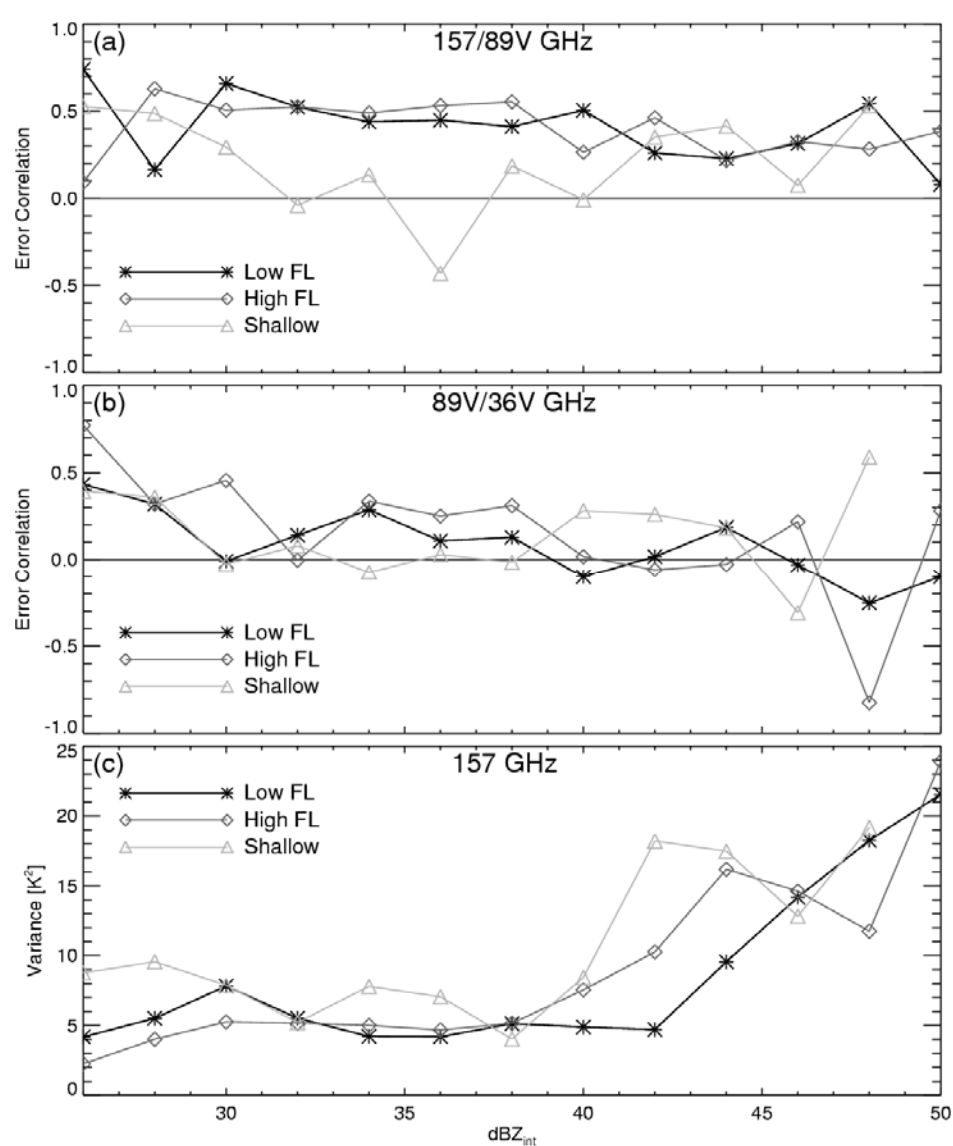 (a) 157/89V GHz
1.0
0.5
0.0
-0.5
-1.0
Error Correlation
Low FL
High FL
Shallow
(b) 89V/36V GHz
1.0
0.5
0.0
-0.5
-1.0
Error Correlation
Low FL
High FL
Shallow
(c) 157 GHz
25
20
15
10
5
0
Variance [K²]
Low FL
High FL
Shallow
30 35 40 45 50
dBZint